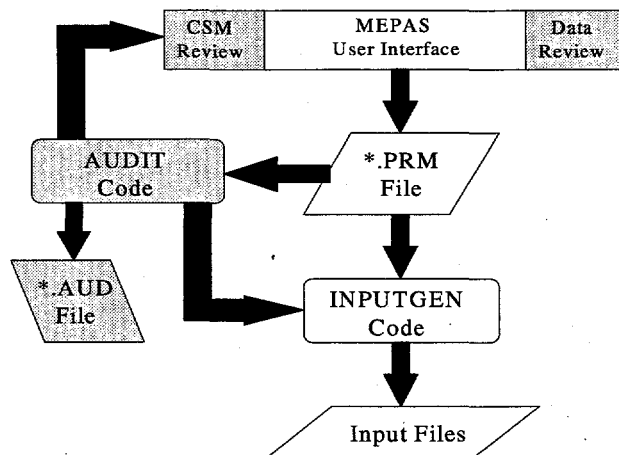 CSM
Review
MEPAS
User Interface
Data
Review
AUDIT
Code
*.PRM
File
*.AUD
File
INPUTGEN
Code
Input Files